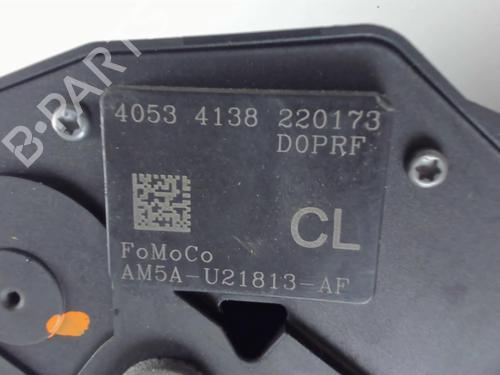 4053 4138 220173
D0PRF
CL
FoMoCo
AM5A-U21813-AF
B-PARTS